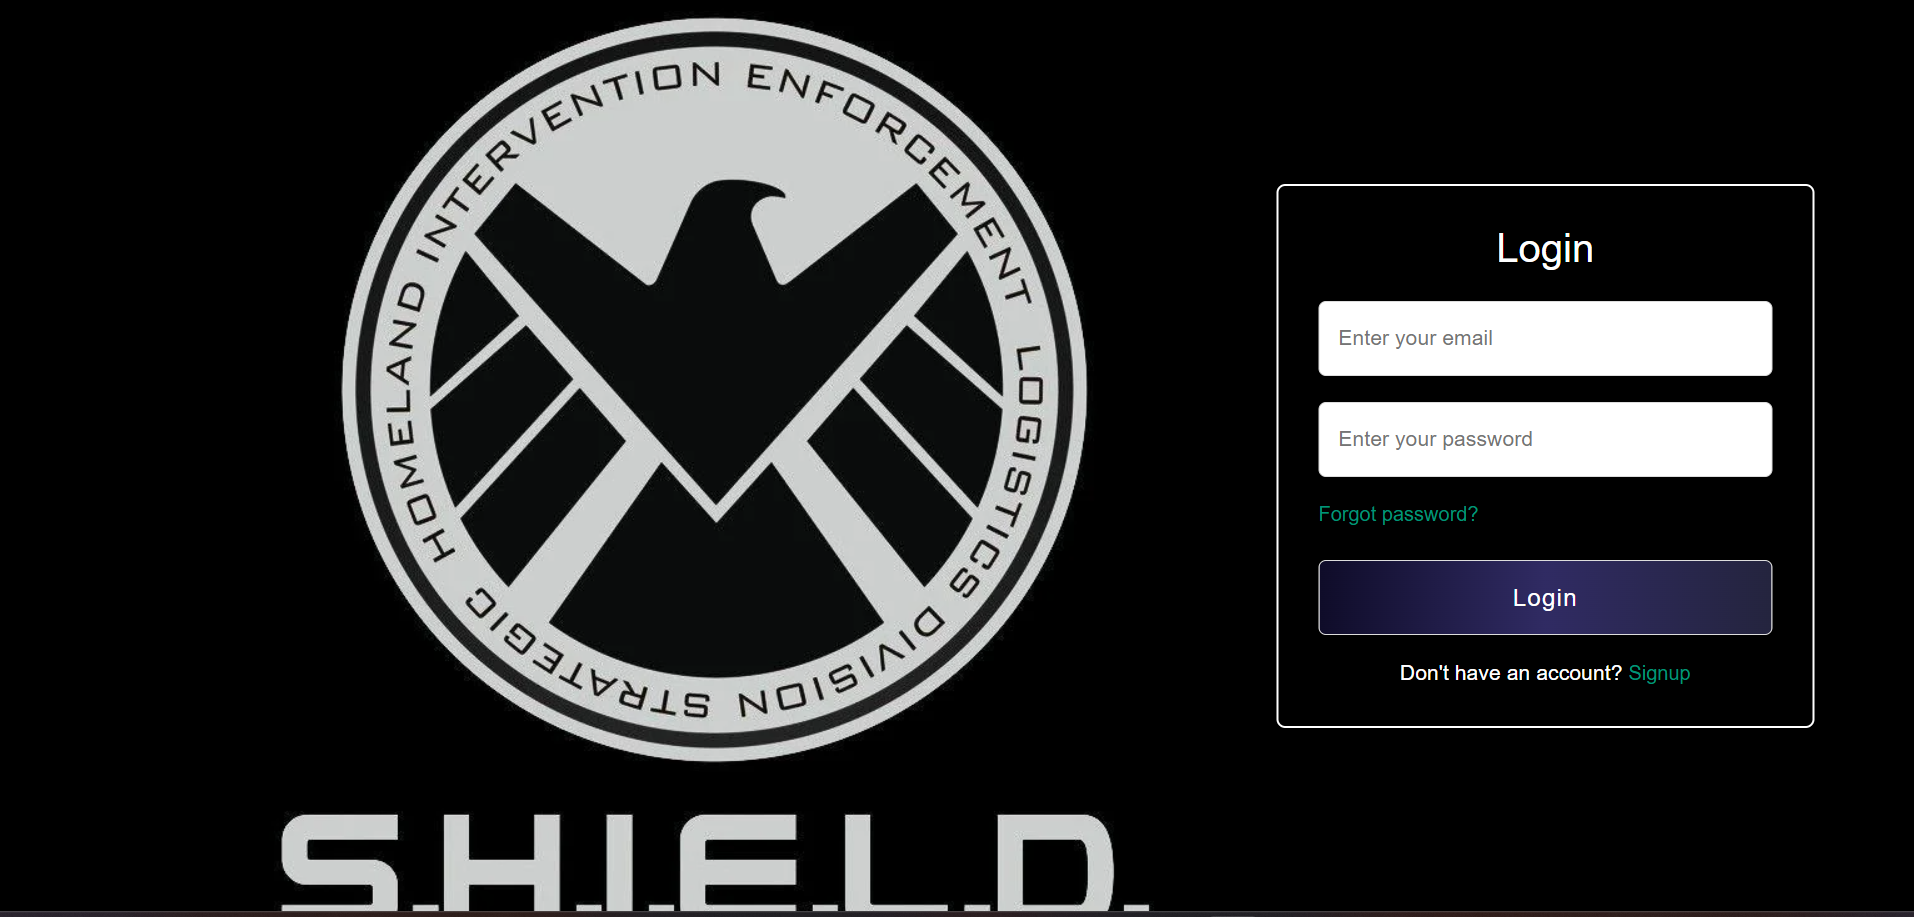 STRATEGIC HOMELAND INTERVENTION ENFORCEMENT LOGISTICS DIVISION
S.H.I.E.L.D.
Login
Enter your email
Enter your password
Forgot password?
Login
Don't have an account? Signup